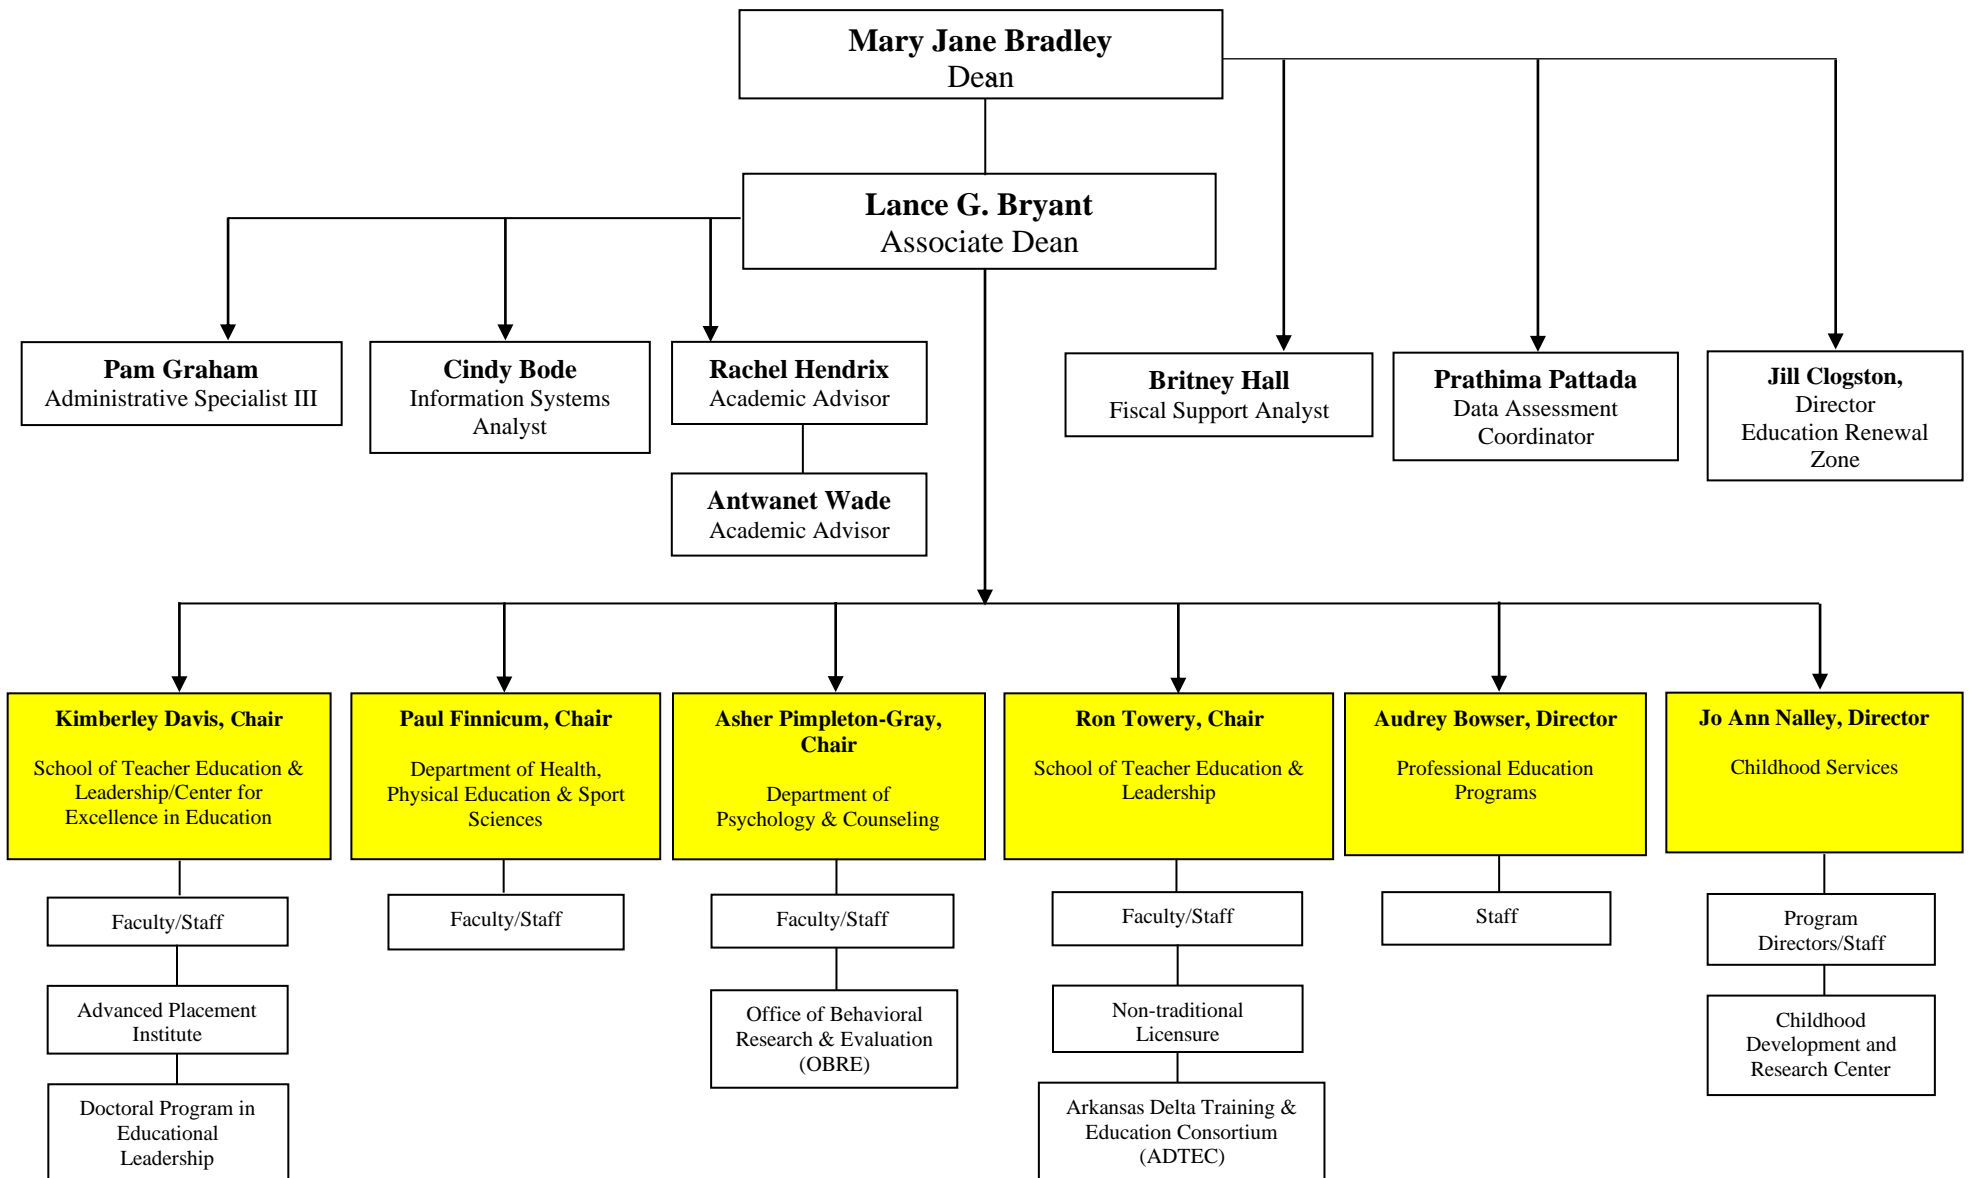 Mary Jane Bradley
Dean
Lance G. Bryant
Associate Dean
Pam Graham
Administrative Specialist III
Cindy Bode
Information Systems
Analyst
Rachel Hendrix
Academic Advisor
Antwanet Wade
Academic Advisor
Britney Hall
Fiscal Support Analyst
Prathima Pattada
Data Assessment
Coordinator
Jill Clogston,
Director
Education Renewal
Zone
Kimberley Davis, Chair
School of Teacher Education &
Leadership/Center for
Excellence in Education
Faculty/Staff
Advanced Placement
Institute
Doctoral Program in
Educational
Leadership
Paul Finnicum, Chair
Department of Health,
Physical Education & Sport
Sciences
Faculty/Staff
Asher Pimpleton-Gray,
Chair
Department of
Psychology & Counseling
Faculty/Staff
Office of Behavioral
Research & Evaluation
(OBRE)
Ron Towery, Chair
School of Teacher Education &
Leadership
Faculty/Staff
Non-traditional
Licensure
Arkansas Delta Training &
Education Consortium
(ADTEC)
Audrey Bowser, Director
Professional Education
Programs
Staff
Jo Ann Nalley, Director
Childhood Services
Program
Directors/Staff
Childhood
Development and
Research Center